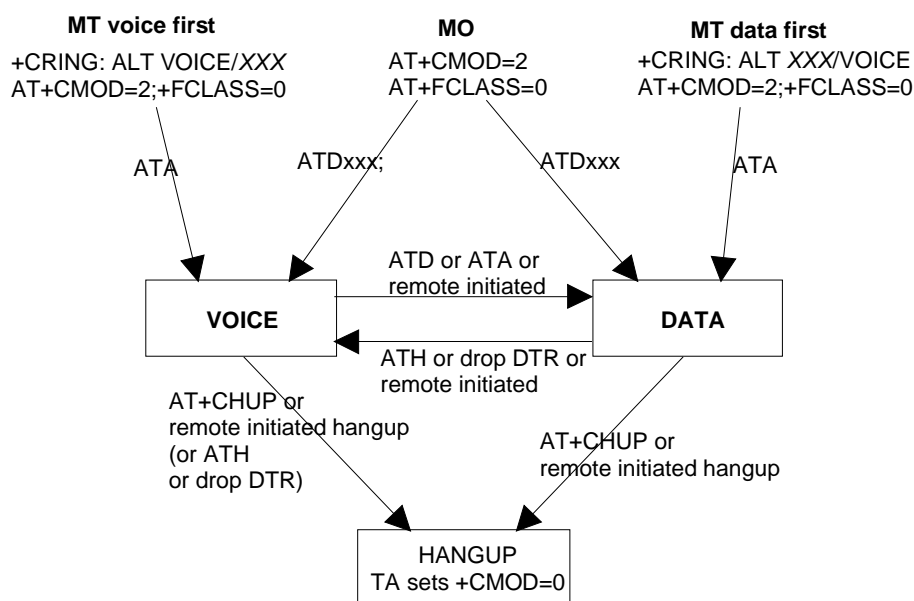 MT voice first
+CRING: ALT VOICE/XXX
AT+CMOD=2;+FCLASS=0
MO
AT+CMOD=2
AT+FCLASS=0
MT data first
+CRING: ALT XXX/VOICE
AT+CMOD=2;+FCLASS=0
ATA
ATDxxx;
ATDxxx
ATA
VOICE
ATD or ATA or
remote initiated
DATA
ATH or drop DTR or
remote initiated
AT+CHUP or
remote initiated hangup
(or ATH
or drop DTR)
AT+CHUP or
remote initiated hangup
HANGUP
TA sets +CMOD=0